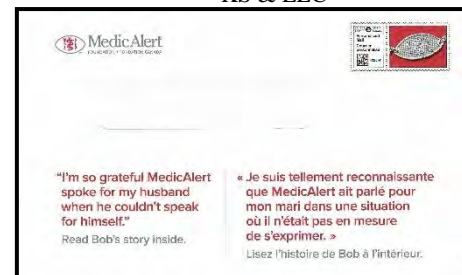 MedicAlert
"I'm so grateful MedicAlert
spoke for my husband
when he couldn't speak
for himself."
Read Bob's story inside.
« Je suis tellement reconnaissante
que MedicAlert ait parlé pour
mon mari dans une situation
où il n'était pas en mesure
de s'exprimer. »
Lisez l'histoire de Bob à l'intérieur.